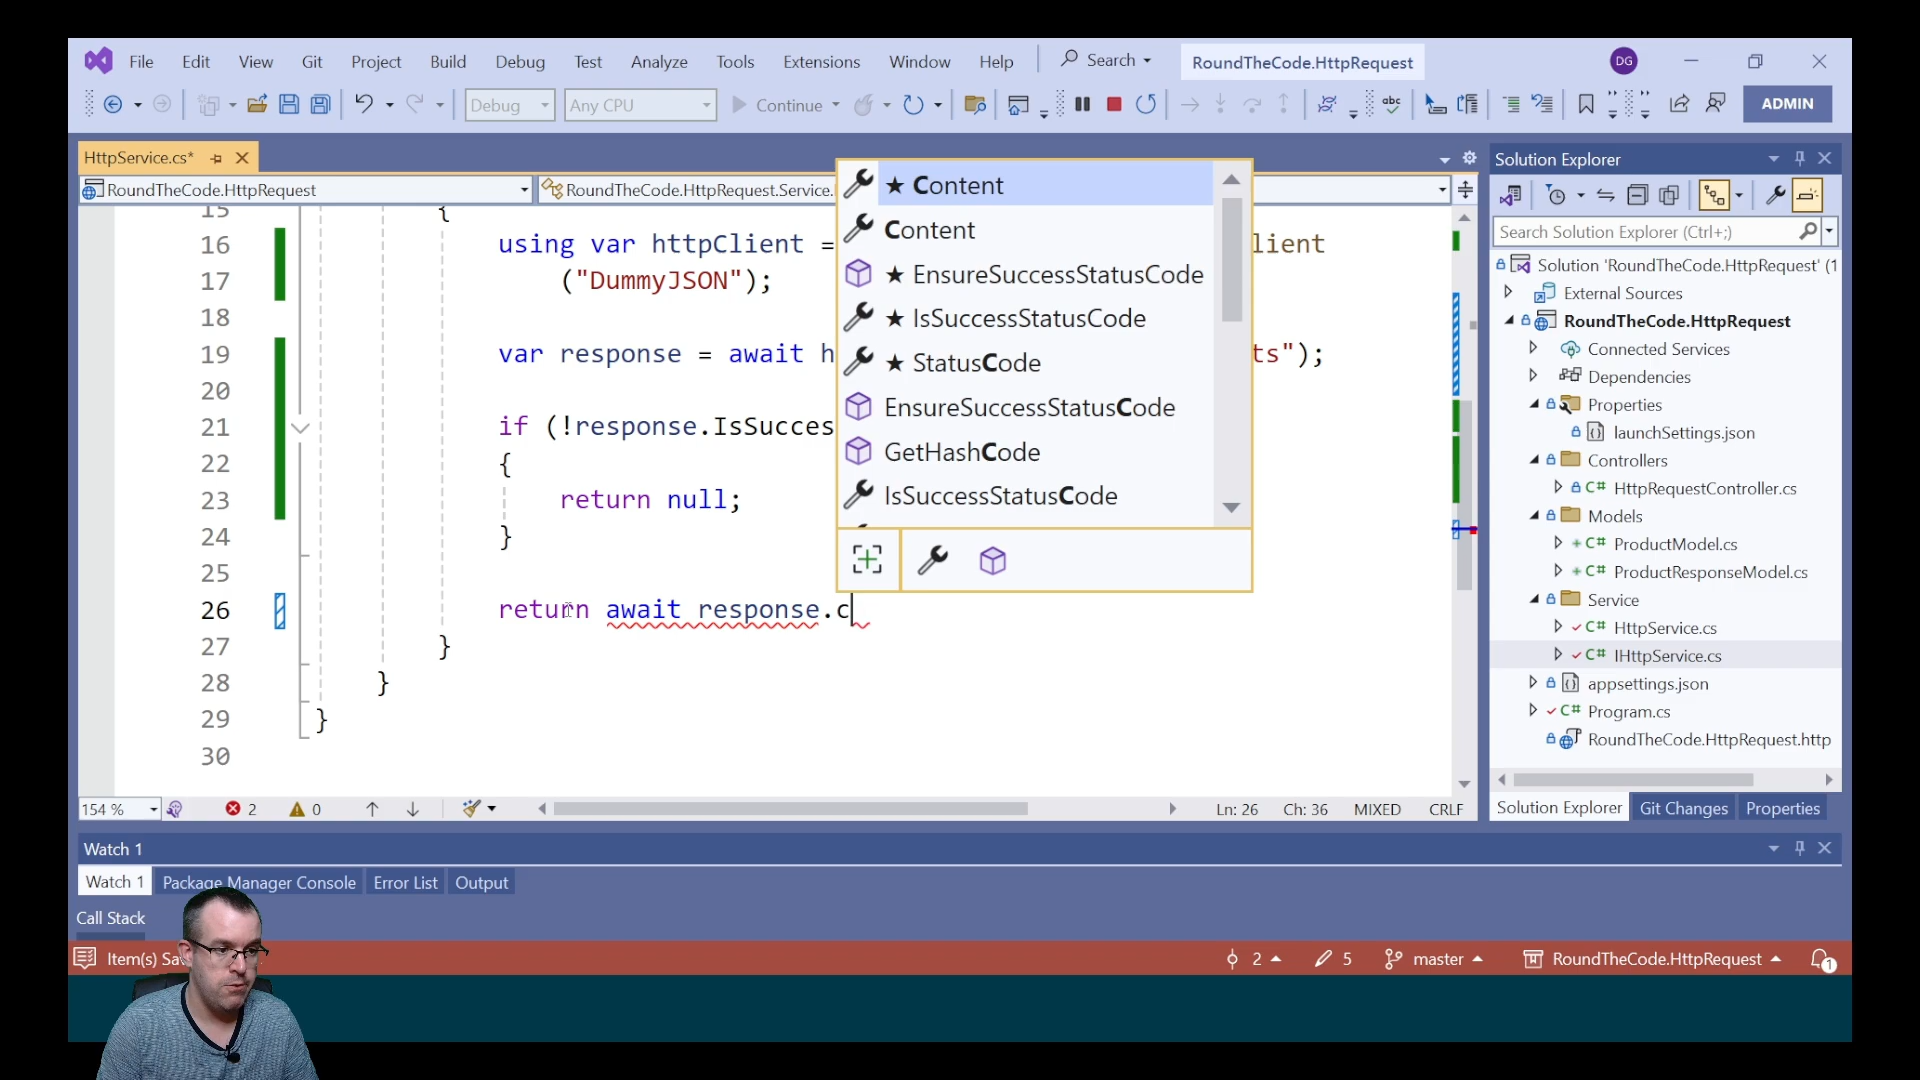 File Edit View Git Project Build Debug Test Analyze Tools Extensions Window Help Search RoundTheCode.HttpRequest DG
Debug Any CPU Continue abc ADMIN
HttpService.cs*
RoundTheCode.HttpRequest RoundTheCode.HttpRequest.Service.
15 {
16 using var httpClient = lient
17 ("DummyJSON");
18
19 var response = await h ts");
20
21 if (!response.IsSucces
22 {
23 return null;
24 }
25
26 return await response.c
27 }
28 }
29 }
30
★ Content
Content
★ EnsureSuccessStatusCode
★ IsSuccessStatusCode
★ StatusCode
EnsureSuccessStatusCode
GetHashCode
IsSuccessStatusCode
154 % 2 0 Ln: 26 Ch: 36 MIXED CRLF
Solution Explorer
Search Solution Explorer (Ctrl+;)
Solution 'RoundTheCode.HttpRequest' (1
External Sources
RoundTheCode.HttpRequest
Connected Services
Dependencies
Properties
launchSettings.json
Controllers
C# HttpRequestController.cs
Models
C# ProductModel.cs
C# ProductResponseModel.cs
Service
C# HttpService.cs
C# IHttpService.cs
appsettings.json
C# Program.cs
RoundTheCode.HttpRequest.http
Solution Explorer Git Changes Properties
Watch 1
Watch 1 Package Manager Console Error List Output
Call Stack
Item(s) Sa 2 5 master RoundTheCode.HttpRequest 1